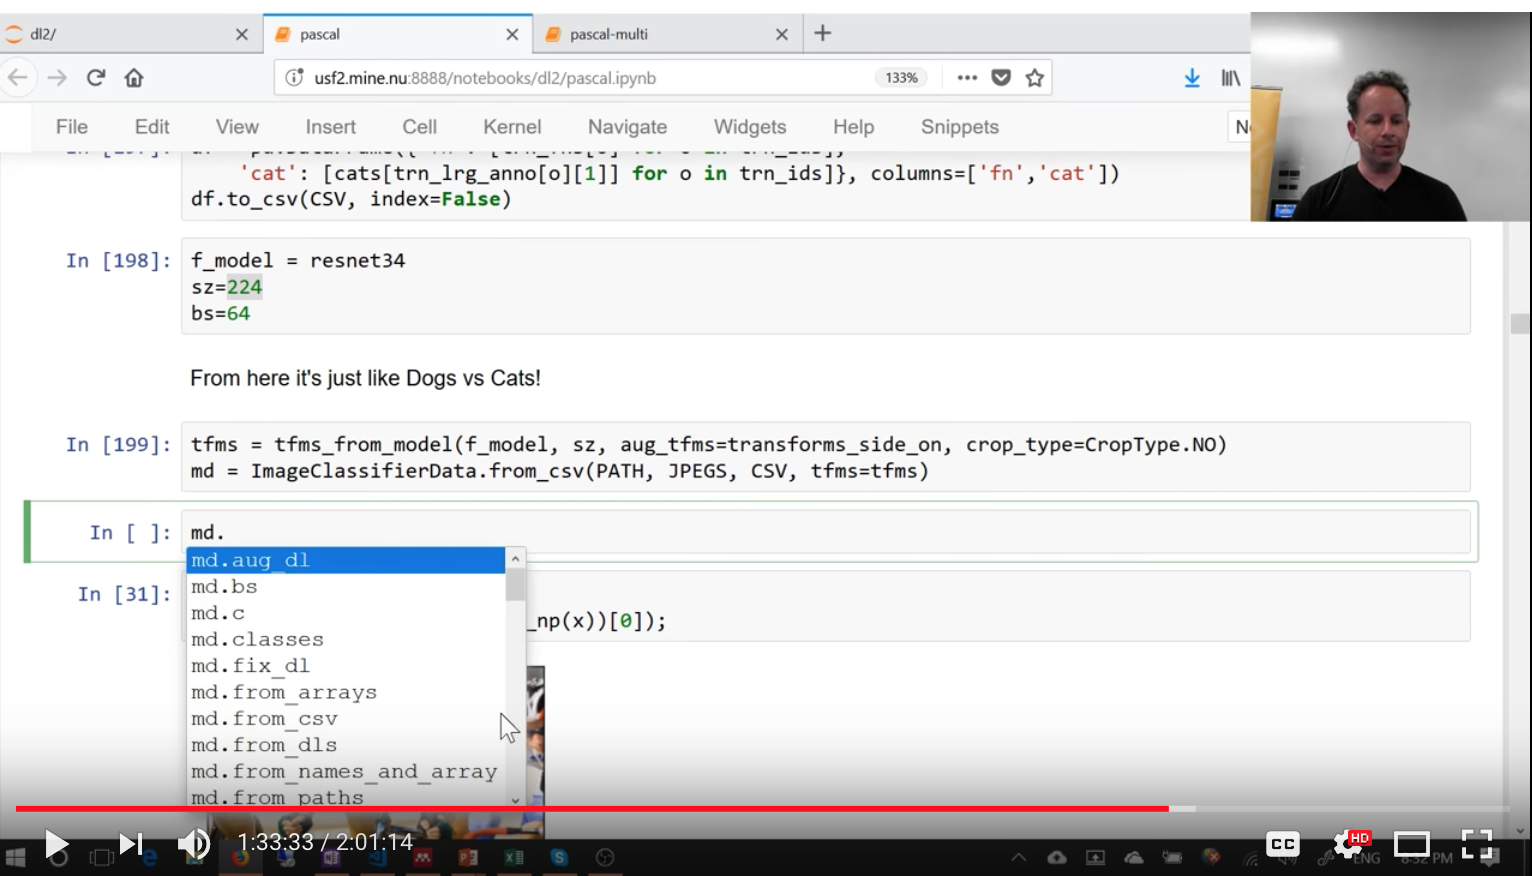 dl2/
pascal
pascal-multi
usf2.mine.nu:8888/notebooks/dl2/pascal.ipynb
133%
File Edit View Insert Cell Kernel Navigate Widgets Help Snippets
'cat': [cats[trn_lrg_anno[o][1]] for o in trn_ids]}, columns=['fn','cat'])
df.to_csv(CSV, index=False)
In [198]: f_model = resnet34
sz=224
bs=64
From here it's just like Dogs vs Cats!
In [199]: tfms = tfms_from_model(f_model, sz, aug_tfms=transforms_side_on, crop_type=CropType.NO)
md = ImageClassifierData.from_csv(PATH, JPEGS, CSV, tfms=tfms)
In [ ]: md.
md.aug_dl
md.bs
In [31]:
md.c
_np(x))[0]);
md.classes
md.fix_dl
md.from_arrays
md.from_csv
md.from_dls
md.from_names_and_array
md.from_paths
1:33:33 / 2:01:14
CC
HD
ENG
PM